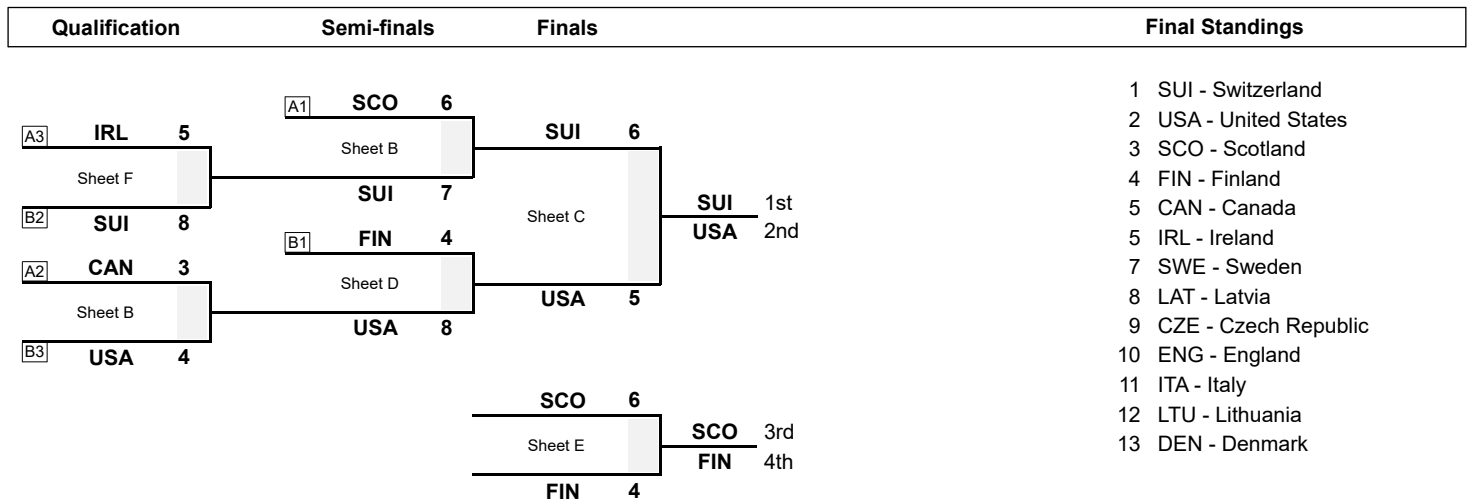 Qualification Semi-finals Finals Final Standings
A1 SCO 6
A3 IRL 5
Sheet B
SUI 6
Sheet F
SUI 7
B2 SUI 8
Sheet C
SUI 1st
USA 2nd
B1 FIN 4
A2 CAN 3
Sheet D
Sheet B
USA 5
USA 8
B3 USA 4
SCO 6
Sheet E
SCO 3rd
FIN 4th
FIN 4
1 SUI - Switzerland
2 USA - United States
3 SCO - Scotland
4 FIN - Finland
5 CAN - Canada
5 IRL - Ireland
7 SWE - Sweden
8 LAT - Latvia
9 CZE - Czech Republic
10 ENG - England
11 ITA - Italy
12 LTU - Lithuania
13 DEN - Denmark